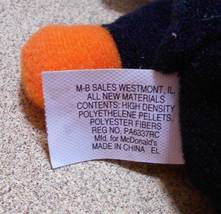 M-B SALES WESTMONT, IL.
ALL NEW MATERIALS
CONTENTS: HIGH DENSITY
POLYETHELENE PELLETS,
POLYESTER FIBERS
REG NO. PA6337RC
Mfd. for McDonald's
MADE IN CHINA EL